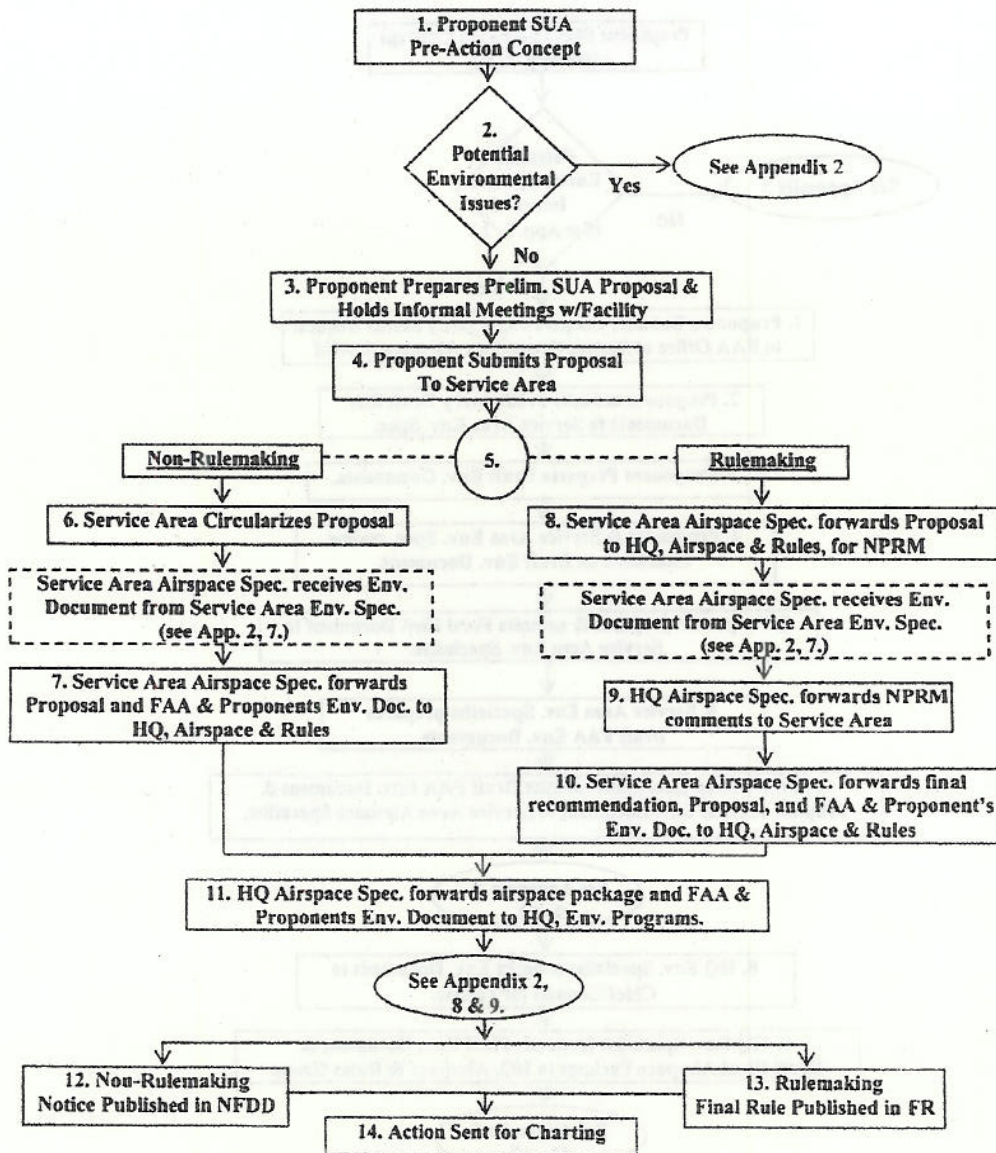 1. Proponent SUA
Pre-Action Concept
2.
Potential
Environmental
Issues?
Yes
See Appendix 2
No
3. Proponent Prepares Prelim. SUA Proposal &
Holds Informal Meetings w/Facility
4. Proponent Submits Proposal
To Service Area
Non-Rulemaking
5.
Rulemaking
6. Service Area Circularizes Proposal
Service Area Airspace Spec. receives Env.
Document from Service Area Env. Spec.
(see App. 2, 7.)
7. Service Area Airspace Spec. forwards
Proposal and FAA & Proponents Env. Doc. to
HQ, Airspace & Rules
8. Service Area Airspace Spec. forwards Proposal
to HQ, Airspace & Rules, for NPRM
Service Area Airspace Spec. receives Env.
Document from Service Area Env. Spec.
(see App. 2, 7.)
9. HQ Airspace Spec. forwards NPRM
comments to Service Area
10. Service Area Airspace Spec. forwards final
recommendation, Proposal, and FAA & Proponent's
Env. Doc. to HQ, Airspace & Rules
11. HQ Airspace Spec. forwards airspace package and FAA &
Proponents Env. Document to HQ, Env. Programs.
See Appendix 2,
8 & 9.
12. Non-Rulemaking
Notice Published in NFDD
13. Rulemaking
Final Rule Published in FR
14. Action Sent for Charting